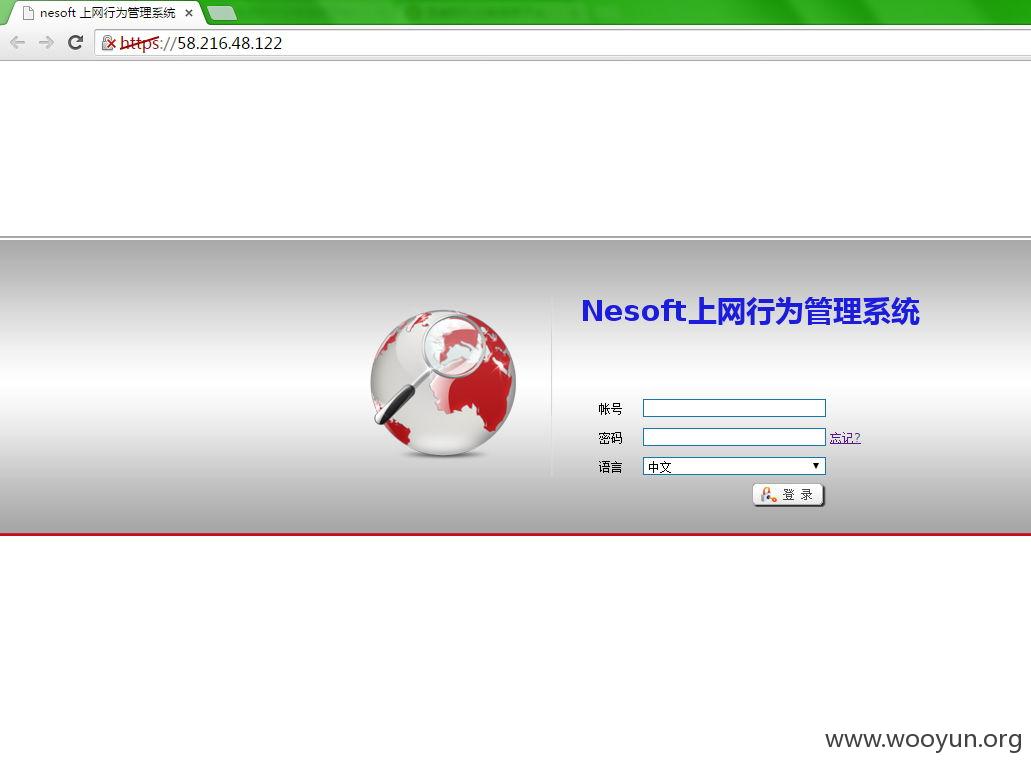 nesoft 上网行为管理系统
https://58.216.48.122
Nesoft上网行为管理系统
帐号
密码 忘记?
语言 中文
登 录
www.wooyun.org